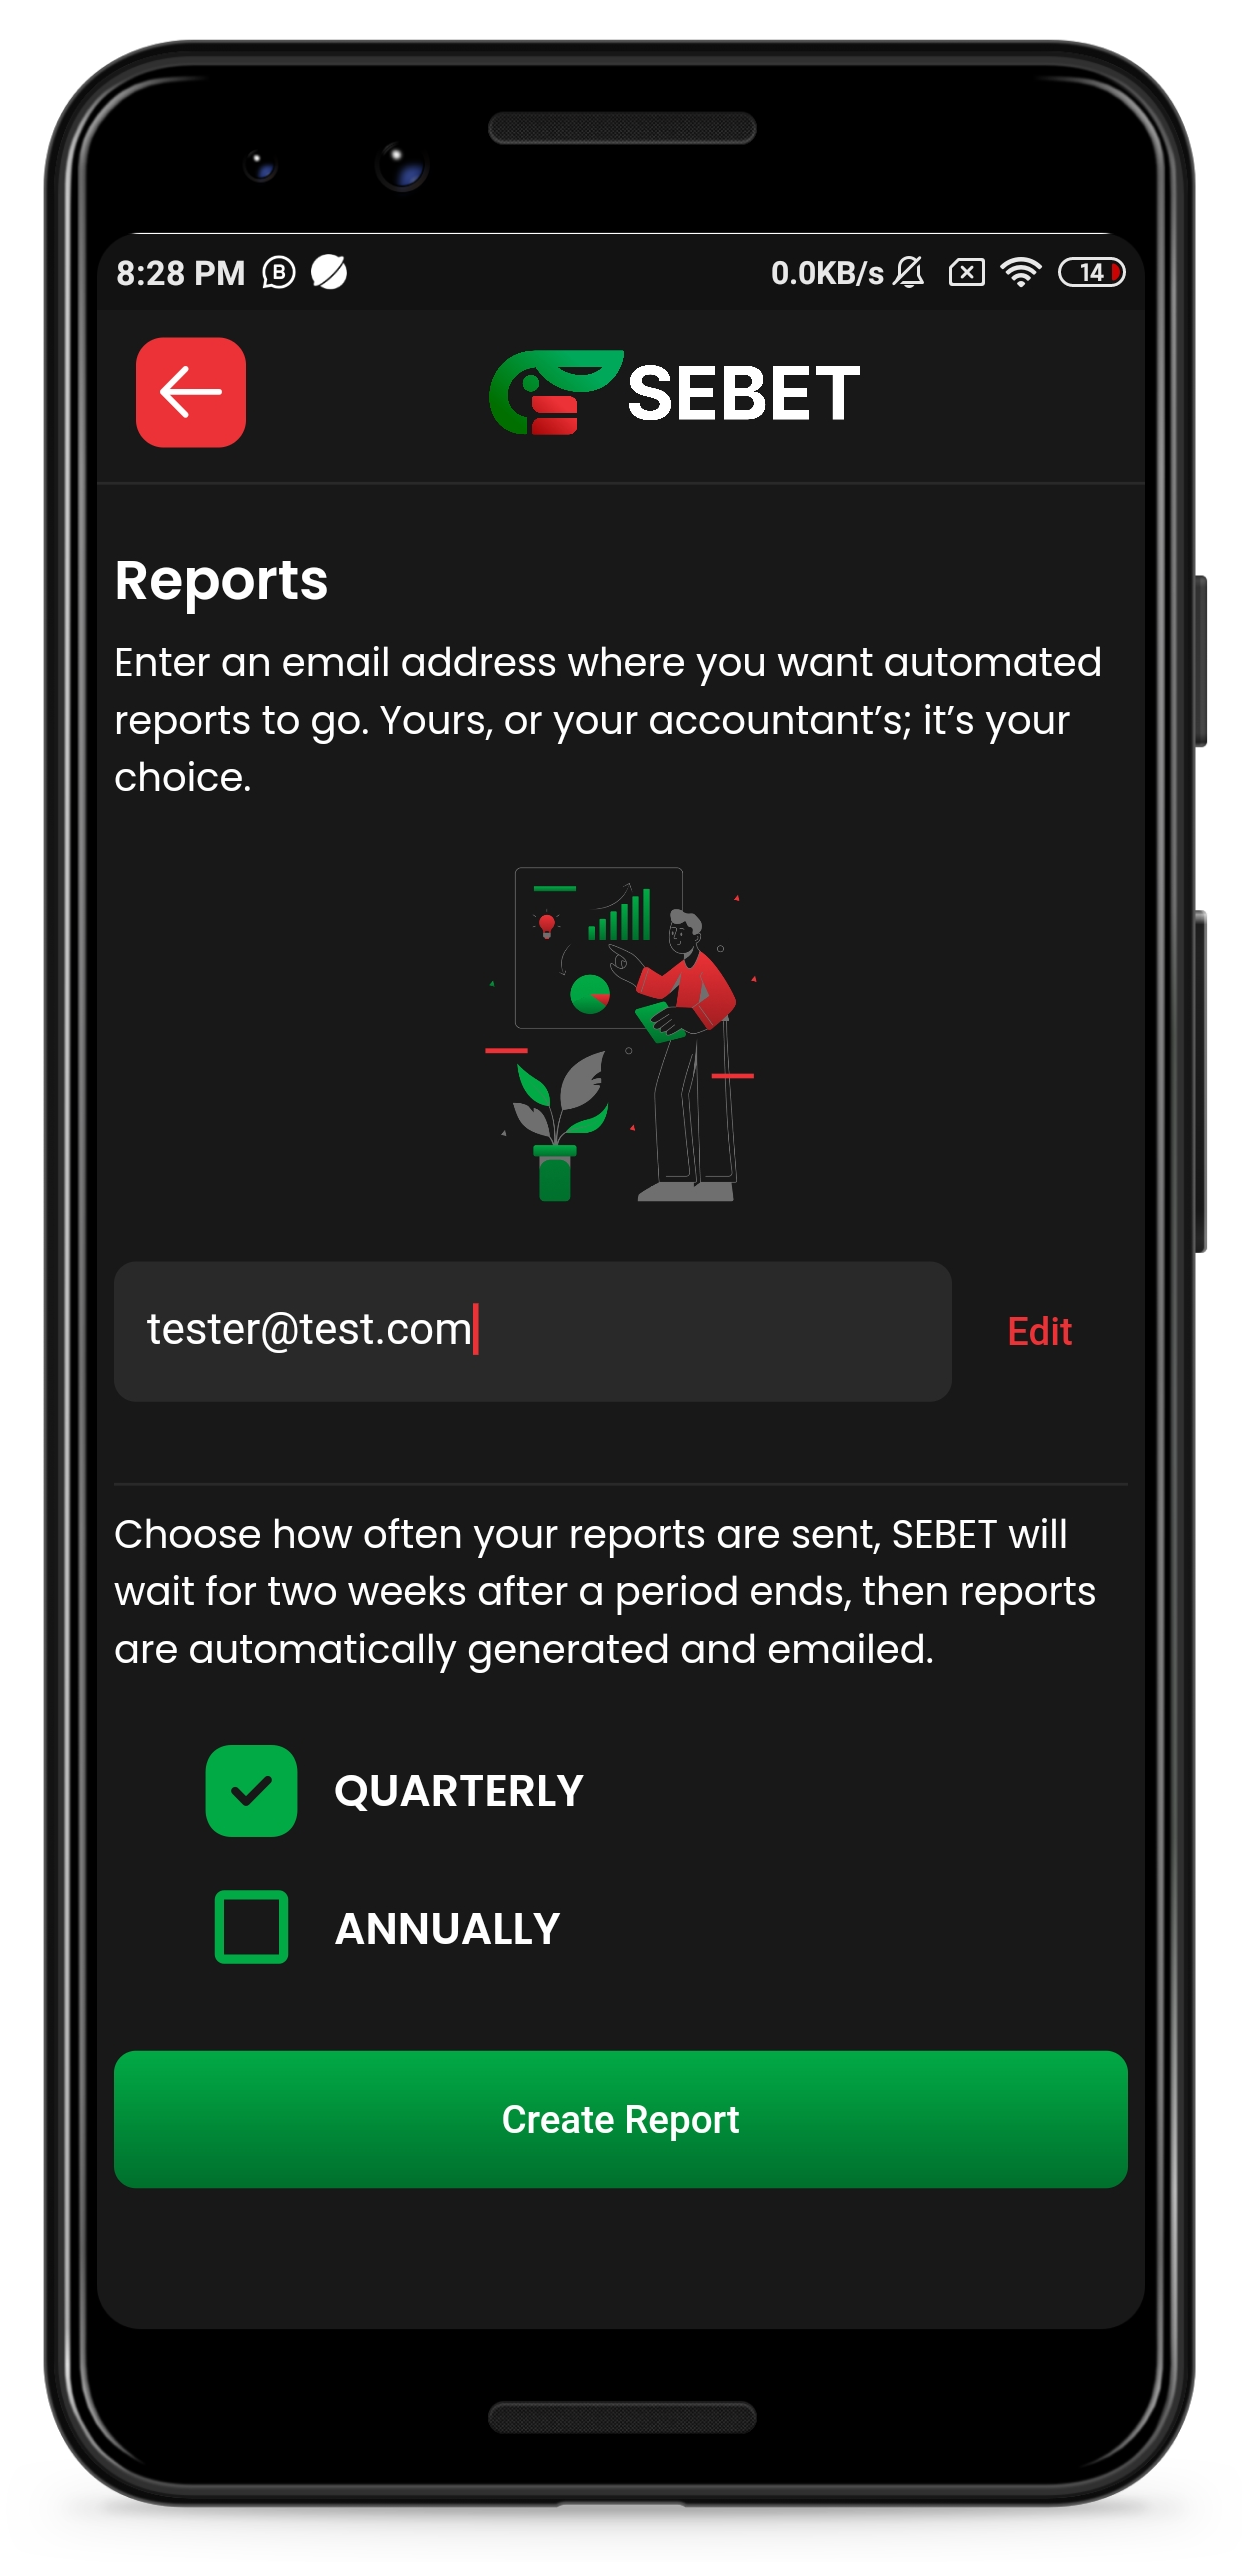 8:28 PM B 0.0KB/s 14
SEBET
Reports
Enter an email address where you want automated
reports to go. Yours, or your accountant’s; it’s your
choice.
tester@test.com
Edit
Choose how often your reports are sent, SEBET will
wait for two weeks after a period ends, then reports
are automatically generated and emailed.
QUARTERLY
ANNUALLY
Create Report